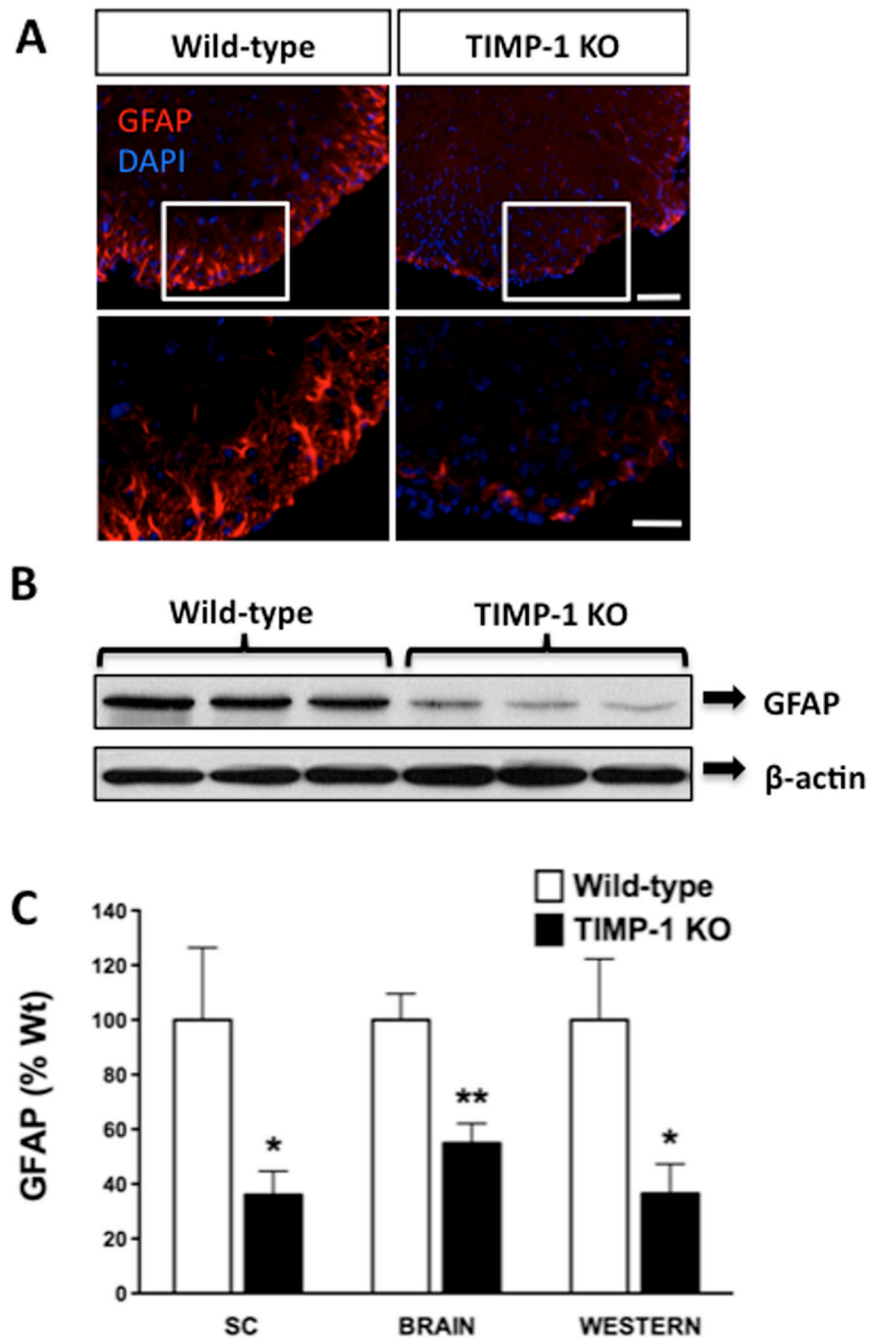 A
Wild-type TIMP-1 KO
GFAP
DAPI
B
Wild-type TIMP-1 KO
GFAP
β-actin
C
Wild-type
TIMP-1 KO
GFAP (% Wt)
140
120
100
80
60
40
20
0
*
**
*
SC BRAIN WESTERN